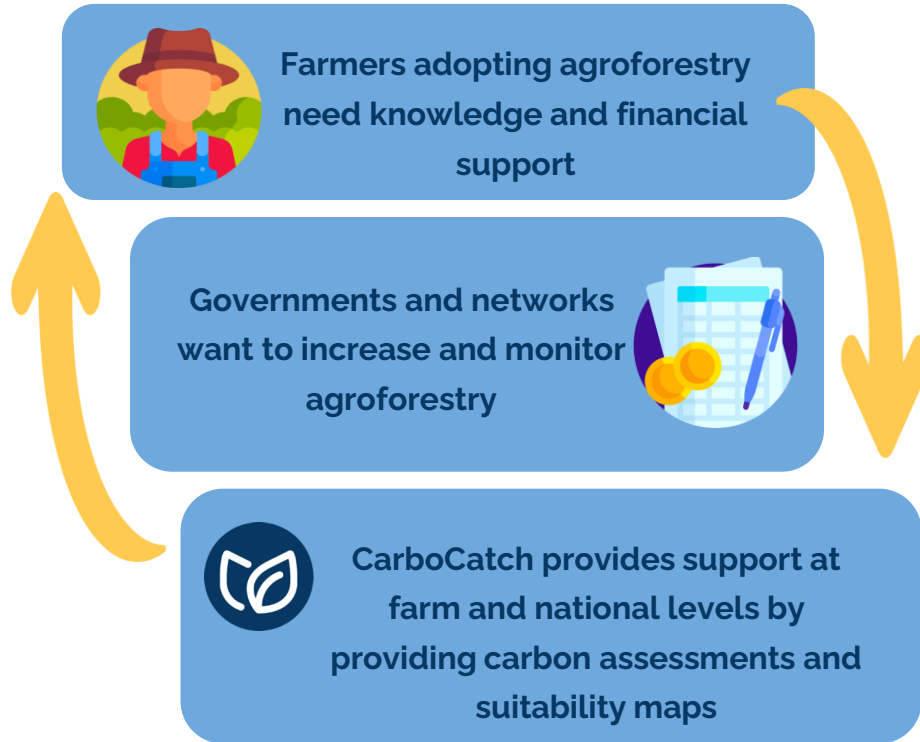 Farmers adopting agroforestry
need knowledge and financial
support
Governments and networks
want to increase and monitor
agroforestry
CarboCatch provides support at
farm and national levels by
providing carbon assessments and
suitability maps